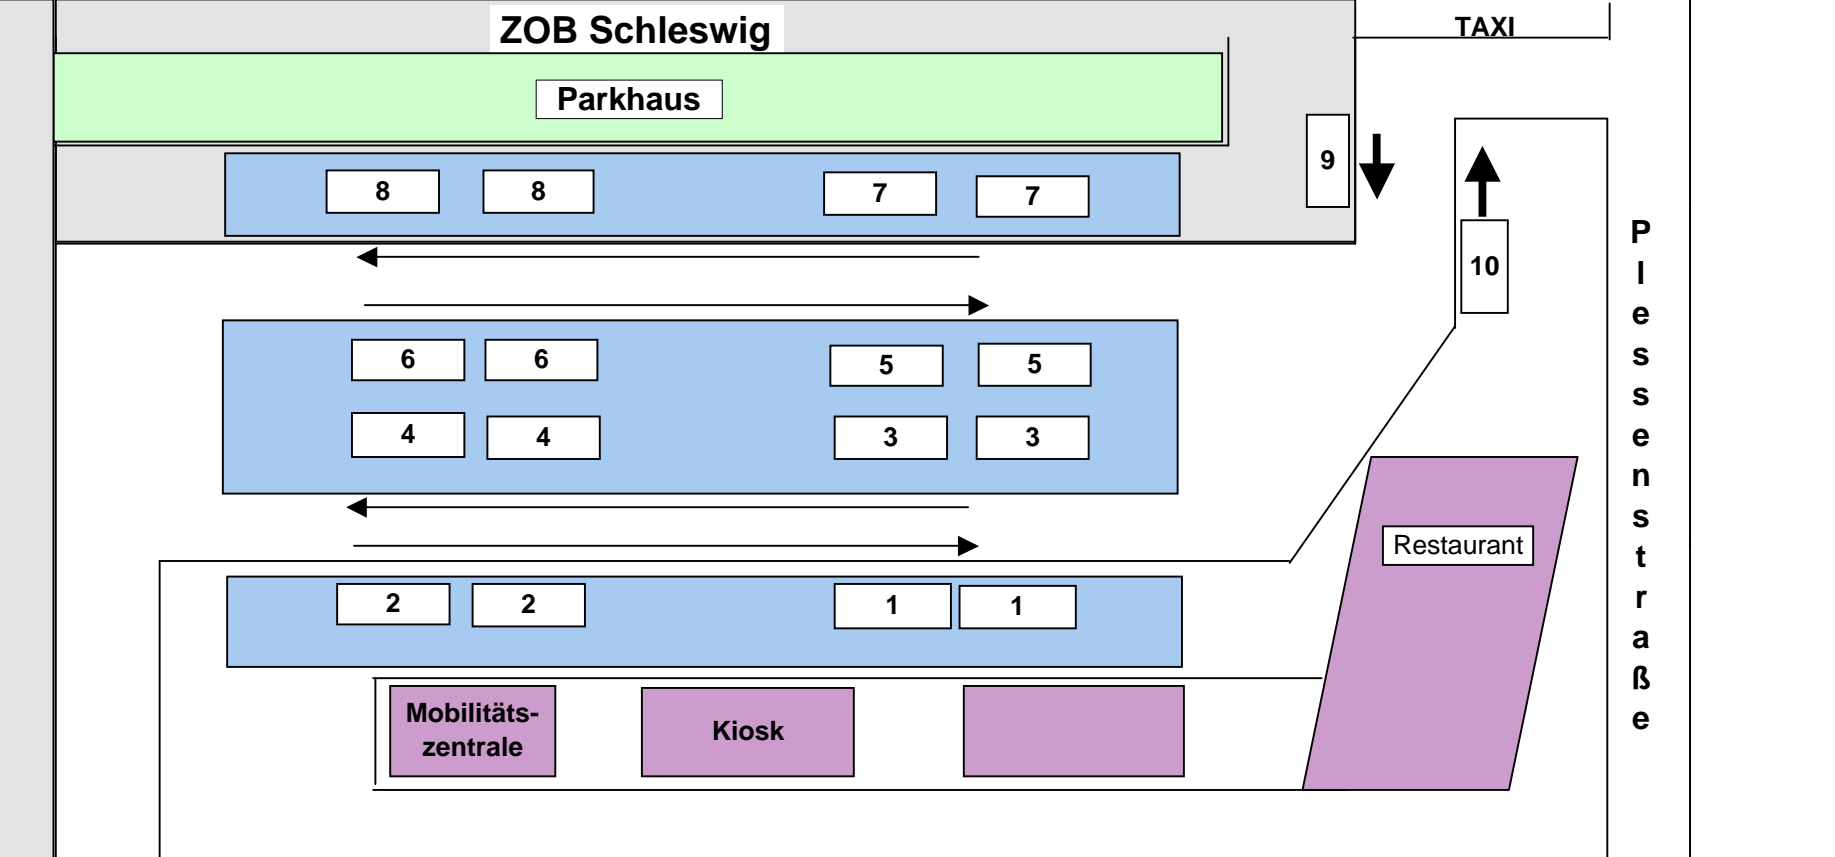 ZOB Schleswig
TAXI
Parkhaus
8 8 7 7
9
10
6 6 5 5
4 4 3 3
Restaurant
2 2 1 1
Mobilitäts-
zentrale
Kiosk
P
l
e
s
s
e
n
s
t
r
a
ß
e